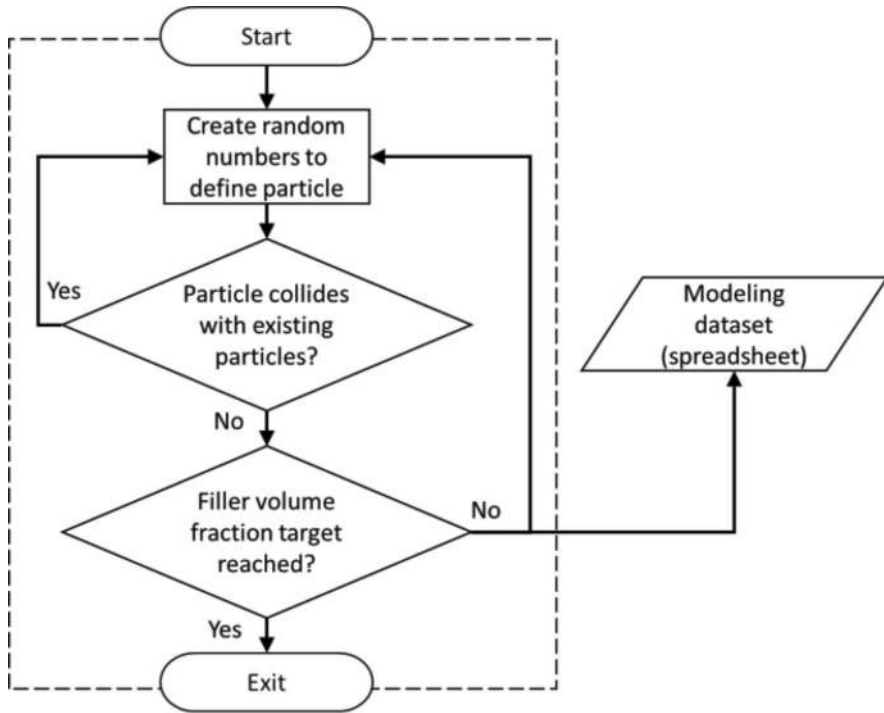 Start
Create random
numbers to
define particle
Yes
Particle collides
with existing
particles?
Modeling
dataset
(spreadsheet)
No
Filler volume
fraction target
reached?
No
Yes
Exit